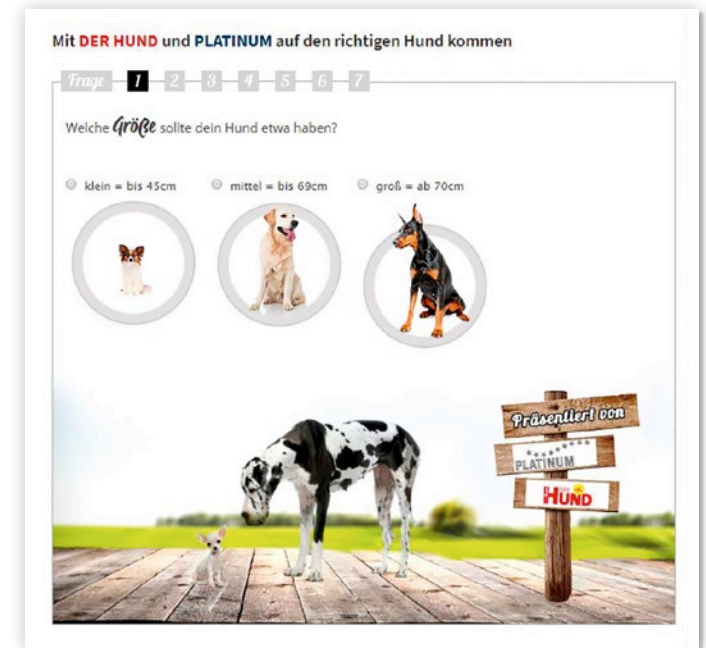 Mit DER HUND und PLATINUM auf den richtigen Hund kommen
Frage 1 2 3 4 5 6 7
Welche Größe sollte dein Hund etwa haben?
klein = bis 45cm mittel = bis 69cm groß = ab 70cm
Präsentiert von
PLATINUM
DER HUND